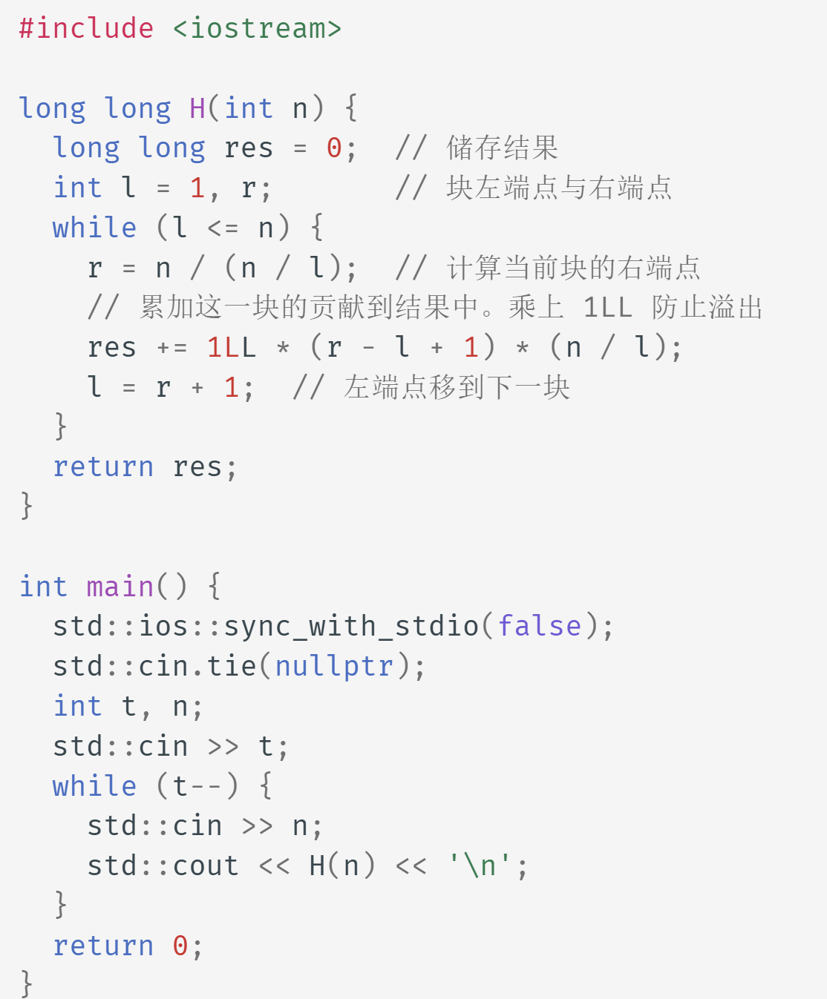 #include <iostream>

long long H(int n) {
  long long res = 0;  // 储存结果
  int l = 1, r;       // 块左端点与右端点
  while (l <= n) {
    r = n / (n / l);  // 计算当前块的右端点
    // 累加这一块的贡献到结果中。乘上 1LL 防止溢出
    res += 1LL * (r - l + 1) * (n / l);
    l = r + 1;  // 左端点移到下一块
  }
  return res;
}

int main() {
  std::ios::sync_with_stdio(false);
  std::cin.tie(nullptr);
  int t, n;
  std::cin >> t;
  while (t--) {
    std::cin >> n;
    std::cout << H(n) << '\n';
  }
  return 0;
}